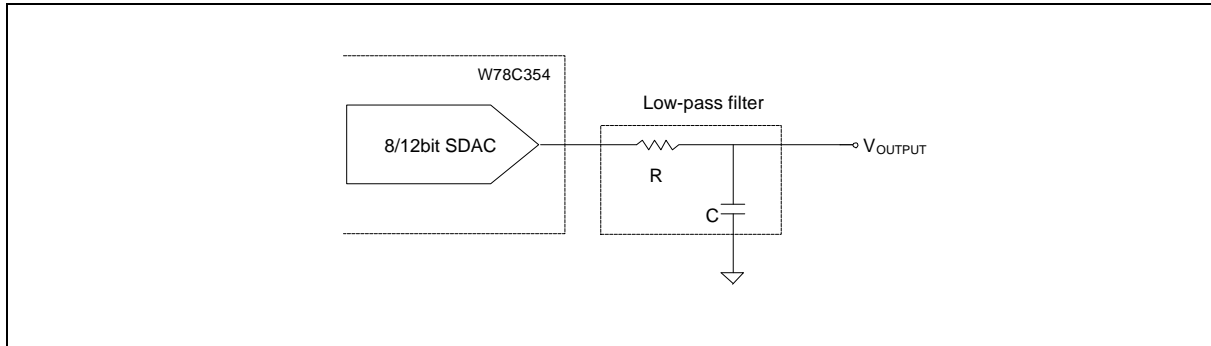 W78C354
Low-pass filter
8/12bit SDAC
VOUTPUT
R
C